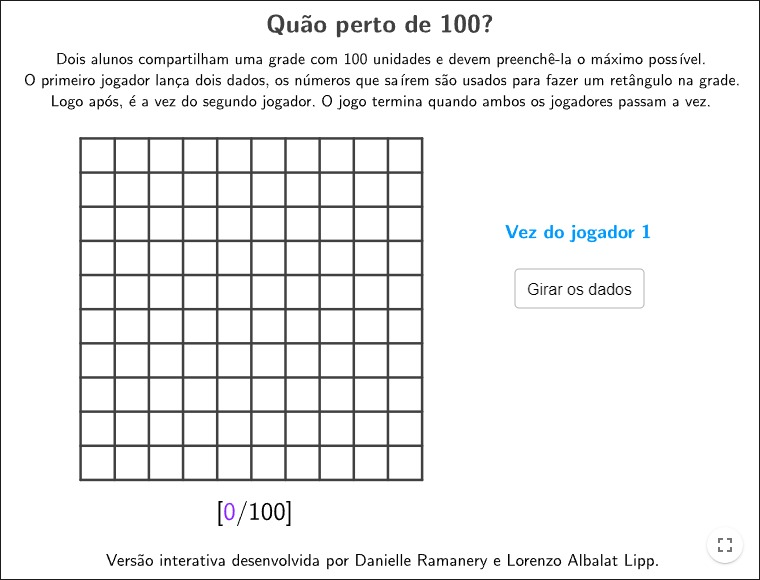 Quão perto de 100?
Dois alunos compartilham uma grade com 100 unidades e devem preenchê-la o máximo possível.
O primeiro jogador lança dois dados, os números que saírem são usados para fazer um retângulo na grade.
Logo após, é a vez do segundo jogador. O jogo termina quando ambos os jogadores passam a vez.
Vez do jogador 1
Girar os dados
[0/100]
Versão interativa desenvolvida por Danielle Ramanery e Lorenzo Albalat Lipp.